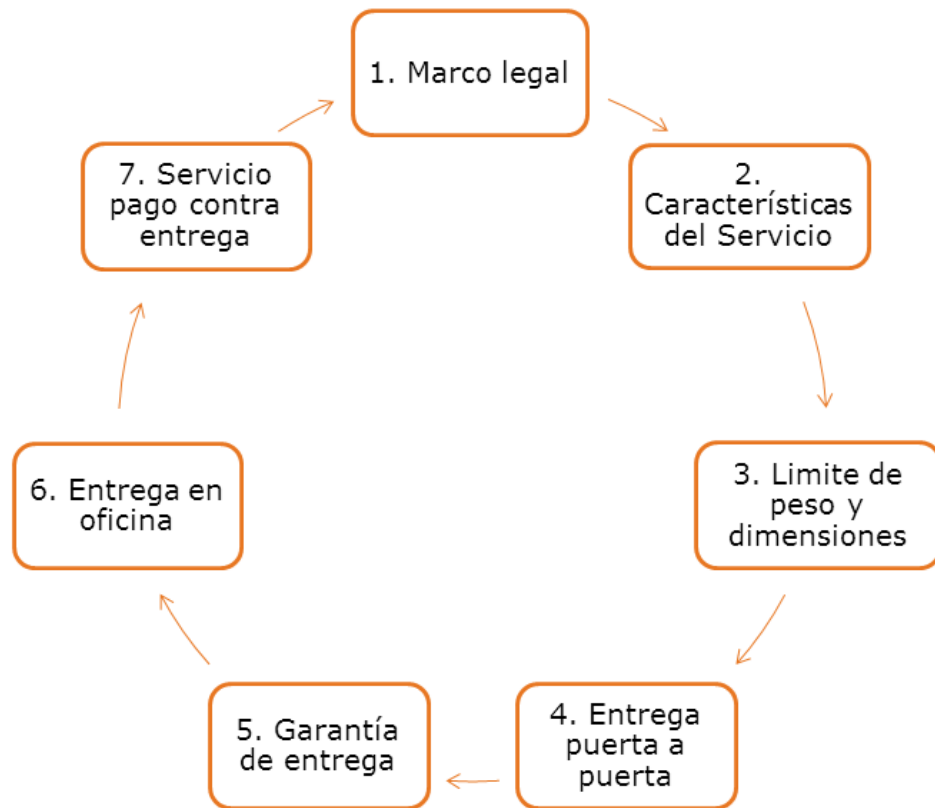 1. Marco legal
2.
Caracterísficas
del Servicio
3. Limite de
peso y
dimensiones
4. Entrega
puerta a
puerta
5. Garantía
de entrega
6. Entrega en
oficina
7. Servicio
pago contra
entrega